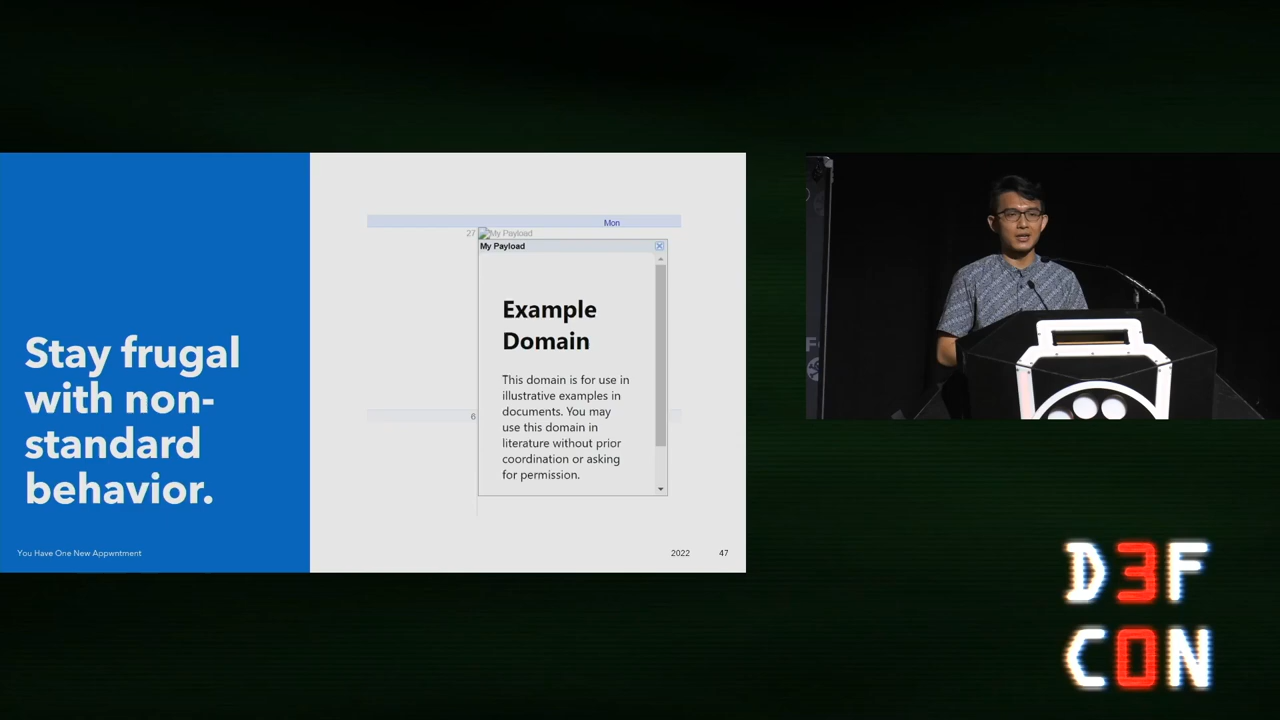 Stay frugal
with non-
standard
behavior.
You Have One New Appwntment
Mon
27
My Payload
My Payload
Example
Domain
This domain is for use in
illustrative examples in
documents. You may
use this domain in
literature without prior
coordination or asking
for permission.
6
2022
47
F
D3F
C0N